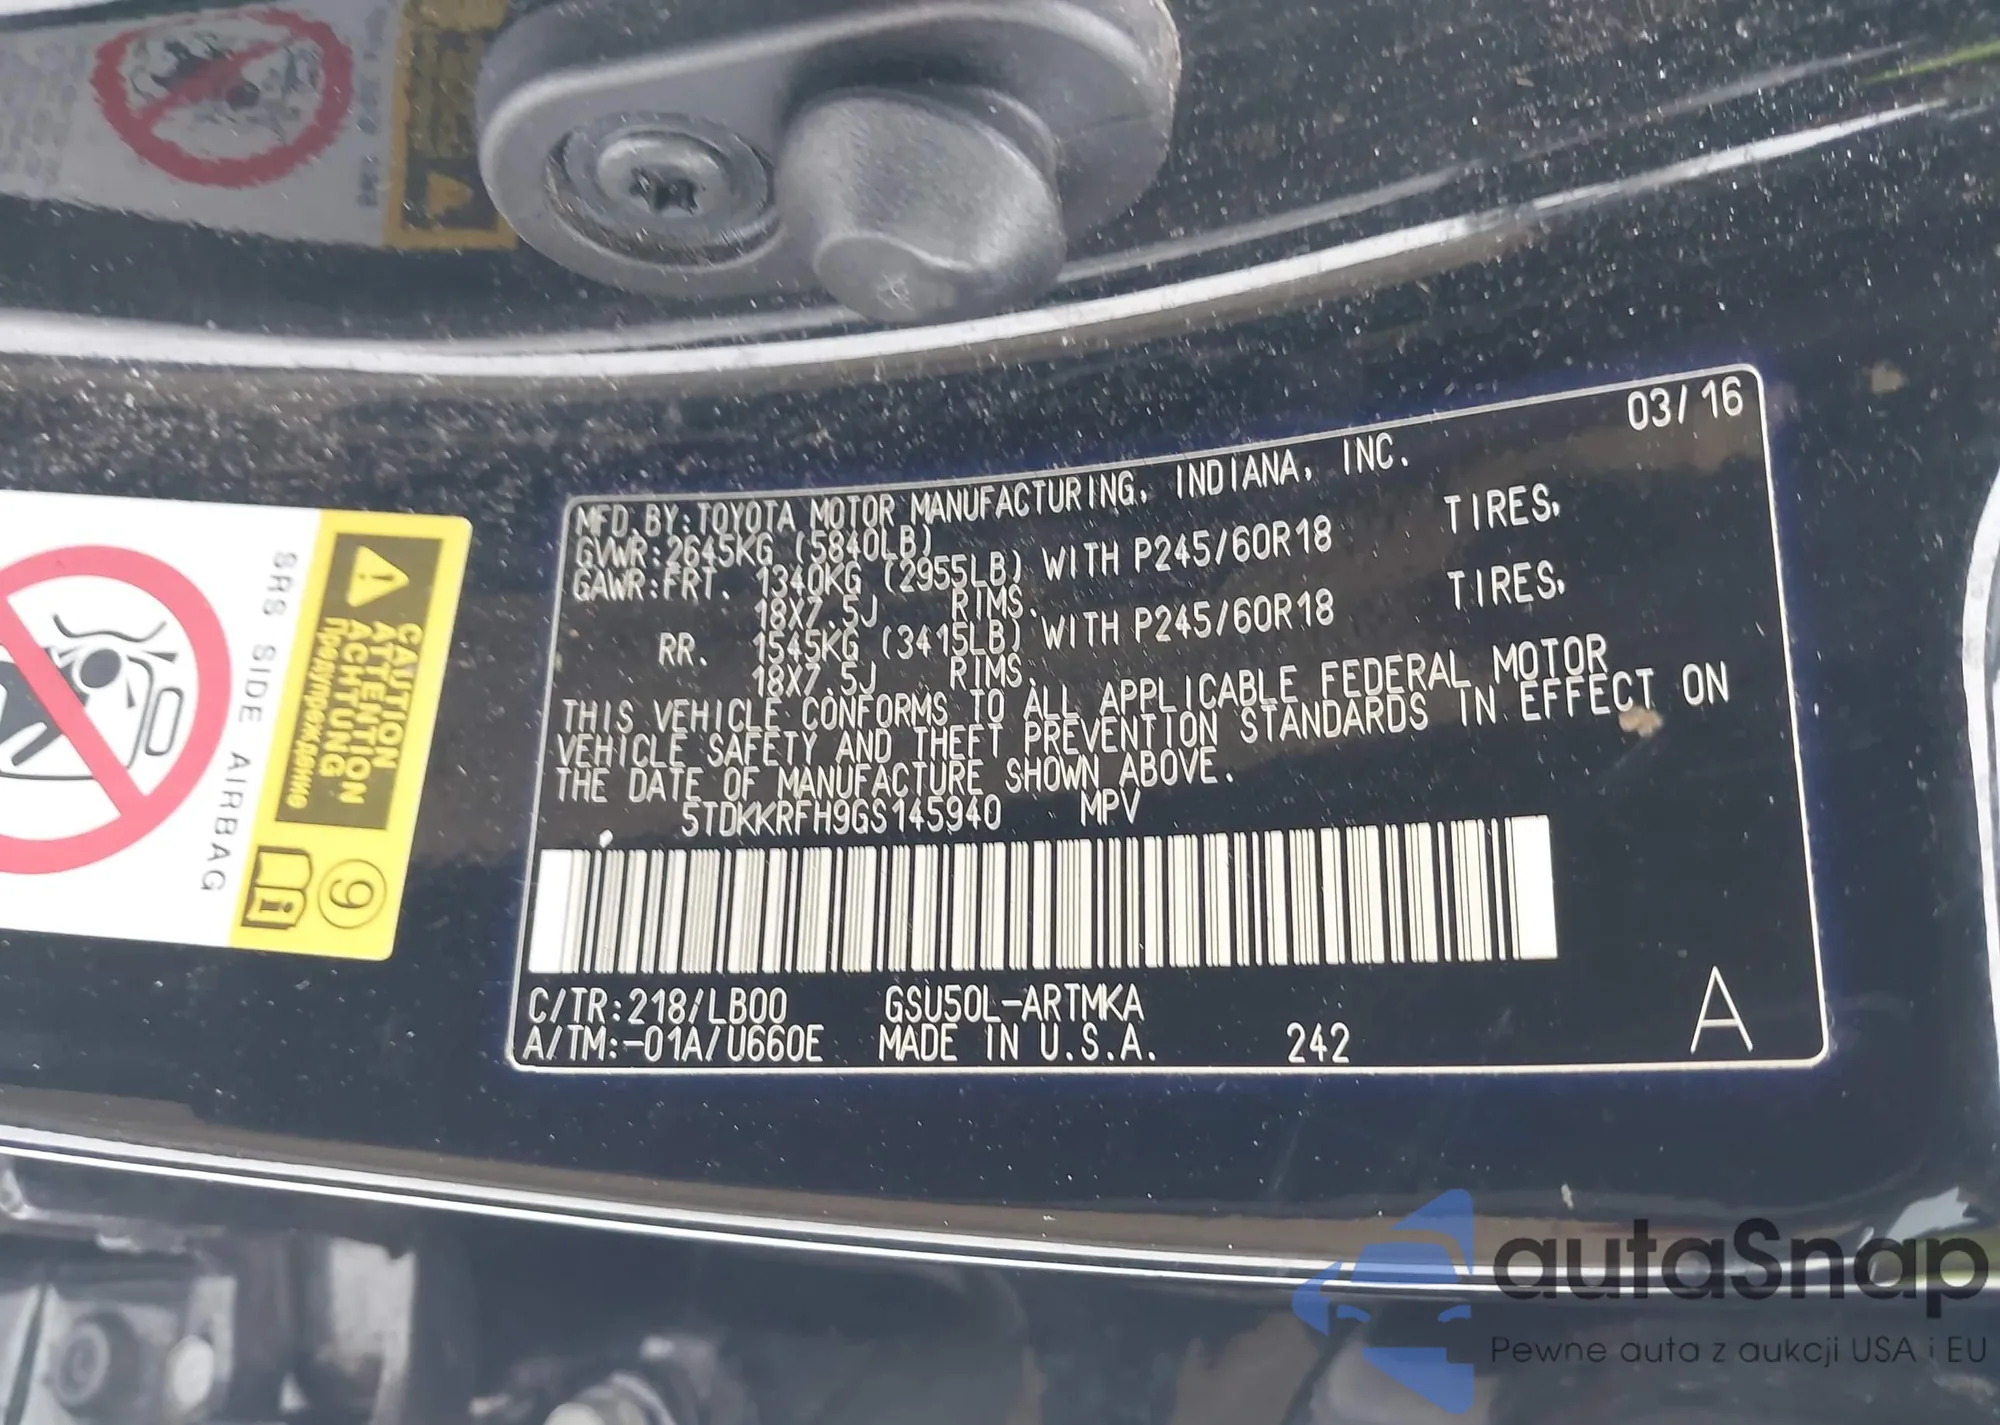 03/16
MFD. BY: TOYOTA MOTOR MANUFACTURING, INDIANA, INC.
GVWR: 2645KG (5840LB)
GAWR: FRT. 1340KG (2955LB) WITH P245/60R18 TIRES,
18X7.5J RIMS.
RR. 1545KG (3415LB) WITH P245/60R18 TIRES,
18X7.5J RIMS.
THIS VEHICLE CONFORMS TO ALL APPLICABLE FEDERAL MOTOR
VEHICLE SAFETY AND THEFT PREVENTION STANDARDS IN EFFECT ON
THE DATE OF MANUFACTURE SHOWN ABOVE.
5TDKKRFH9GS145940 MPV
C/TR: 218/LB00 GSU50L-ARTMKA
A/TM: -01A/U660E MADE IN U.S.A. 242
A
CAUTION
ATTENTION
ACHTUNG
Предупреждение
SRS SIDE AIRBAG
9
autaSnap
Pewne auta z aukcji USA i EU